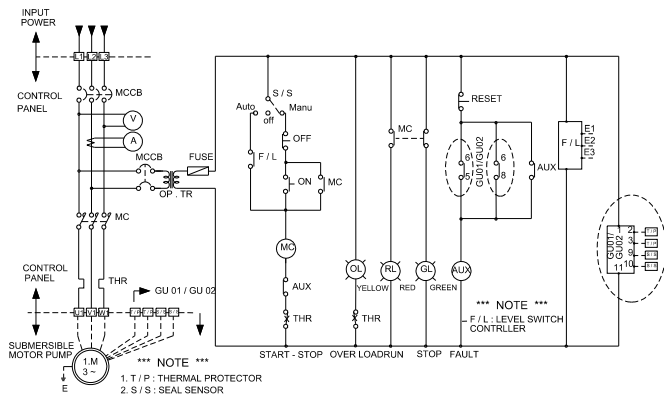 INPUT
POWER
L1 L2 L3
CONTROL
PANEL
MCCB
V
A
MCCB
FUSE
OP . TR
MC
CONTROL
PANEL
THR
GU 01 / GU 02
U1 V1 W1
T/P T/P S/S S/S
SUBMERSIBLE
MOTOR PUMP
1.M
3 ~
E
*** NOTE ***
1. T / P : THERMAL PROTECTOR
2. S / S : SEAL SENSOR
S / S
Auto
off
Manu
OFF
F / L
ON
MC
MC
AUX
THR
START - STOP
OL
YELLOW
THR
OVER LOAD
MC
RL
RED
RUN
GL
GREEN
STOP
RESET
6
5
GU01/GU02
6
8
AUX
AUX
FAULT
*** NOTE ***
F / L : LEVEL SWITCH
CONTRLLER
F / L
E1
E2
E3
GU01/
GU02
2
3
9
10
11
T/P
T/P
S/S
S/S